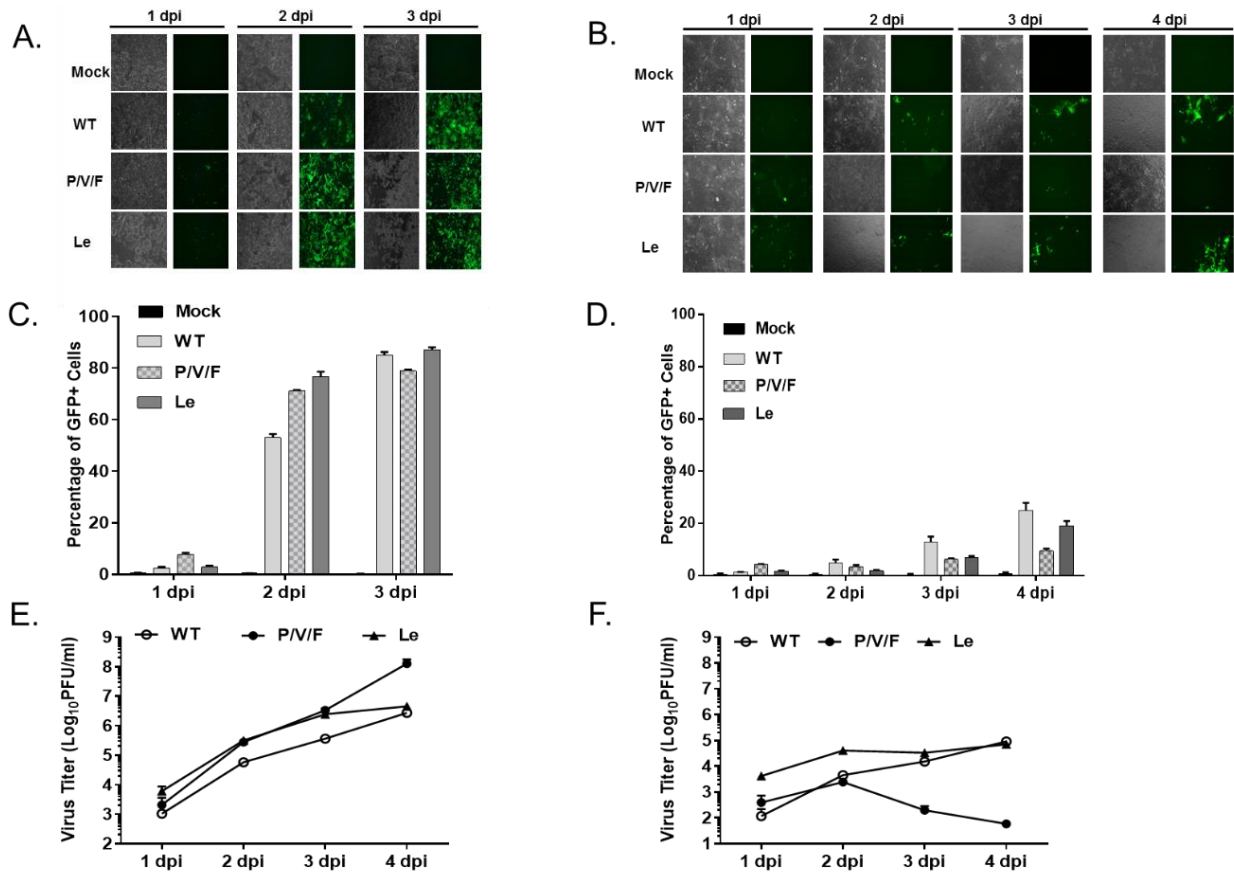 A.
1 dpi 2 dpi 3 dpi
Mock
WT
P/V/F
Le
B.
1 dpi 2 dpi 3 dpi 4 dpi
Mock
WT
P/V/F
Le
C.
Percentage of GFP+ Cells
100
80
60
40
20
0
Mock
WT
P/V/F
Le
1 dpi 2 dpi 3 dpi
D.
Percentage of GFP+ Cells
100
80
60
40
20
0
Mock
WT
P/V/F
Le
1 dpi 2 dpi 3 dpi 4 dpi
E.
Virus Titer (Log10PFU/ml)
9
8
7
6
5
4
3
2
WT P/V/F Le
1 dpi 2 dpi 3 dpi 4 dpi
F.
Virus Titer (Log10PFU/ml)
9
8
7
6
5
4
3
2
1
WT P/V/F Le
1 dpi 2 dpi 3 dpi 4 dpi